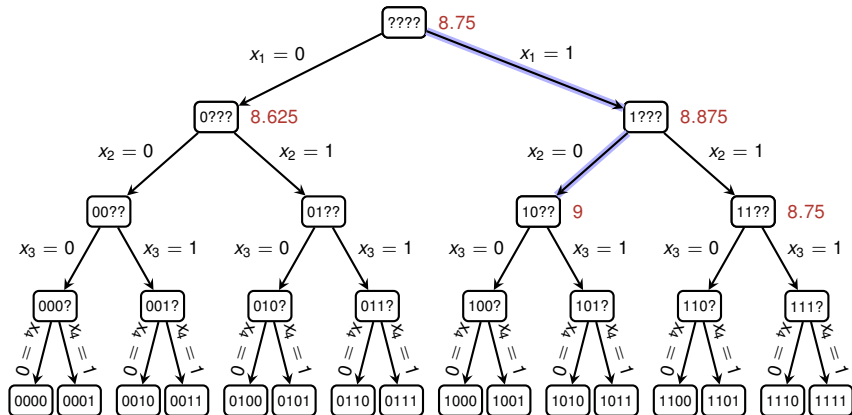 ???? 8.75
x₁ = 0 x₁ = 1
0??? 8.625 1??? 8.875
x₂ = 0 x₂ = 1 x₂ = 0 x₂ = 1
00?? 01?? 10?? 9 11?? 8.75
x₃ = 0 x₃ = 1 x₃ = 0 x₃ = 1 x₃ = 0 x₃ = 1 x₃ = 0 x₃ = 1
000? 001? 010? 011? 100? 101? 110? 111?
x₄ = 0 x₄ = 1 x₄ = 0 x₄ = 1 x₄ = 0 x₄ = 1 x₄ = 0 x₄ = 1 x₄ = 0 x₄ = 1 x₄ = 0 x₄ = 1 x₄ = 0 x₄ = 1 x₄ = 0 x₄ = 1
0000 0001 0010 0011 0100 0101 0110 0111 1000 1001 1010 1011 1100 1101 1110 1111